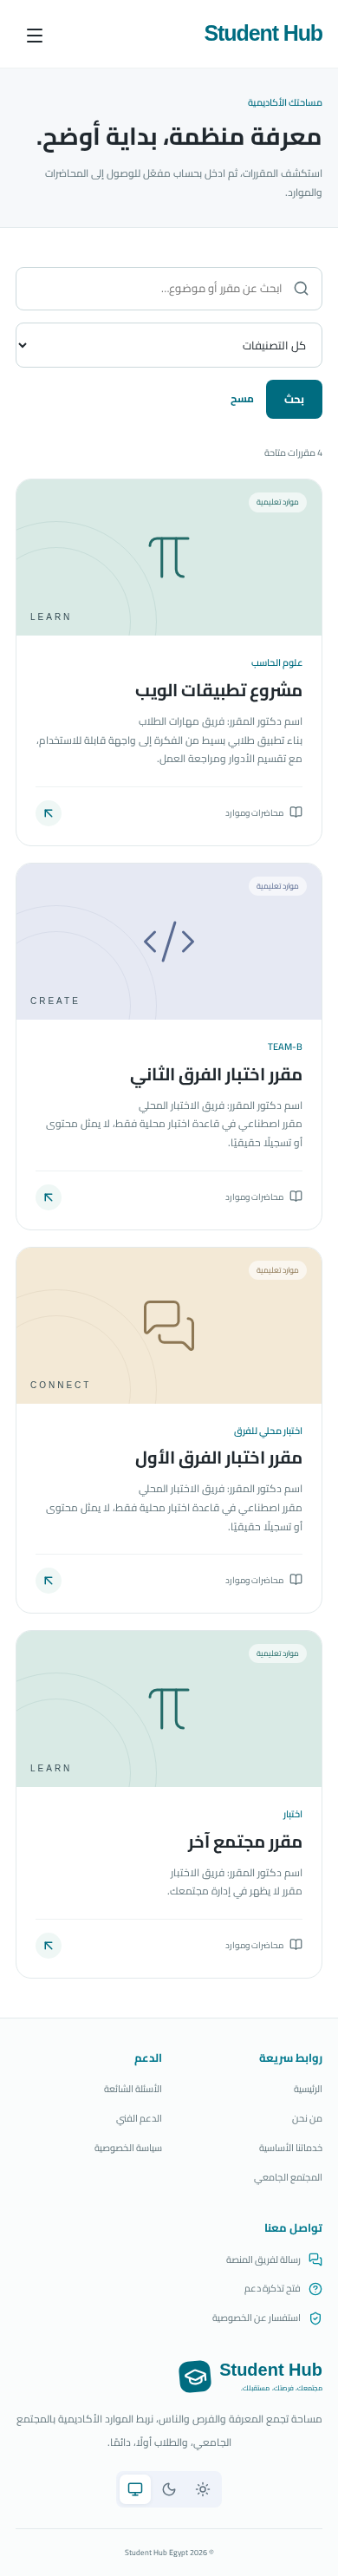 Student Hub
مساحتك الأكاديمية
معرفة منظمة، بداية أوضح.
استكشف المقررات، ثم ادخل بحساب مفعّل للوصول إلى المحاضرات
والموارد.
ابحث عن مقرر أو موضوع...
كل التصنيفات
بحث
مسح
4 مقررات متاحة
موارد تعليمية
LEARN
علوم الحاسب
مشروع تطبيقات الويب
اسم دكتور المقرر: فريق مهارات الطلاب
بناء تطبيق طلابي بسيط من الفكرة إلى واجهة قابلة للاستخدام،
مع تقسيم الأدوار ومراجعة العمل.
محاضرات وموارد
موارد تعليمية
CREATE
TEAM-B
مقرر اختبار الفرق الثاني
اسم دكتور المقرر: فريق الاختبار المحلي
مقرر اصطناعي في قاعدة اختبار محلية فقط، لا يمثل محتوى
أو تسجيلًا حقيقيًا.
محاضرات وموارد
موارد تعليمية
CONNECT
اختبار محلي للفرق
مقرر اختبار الفرق الأول
اسم دكتور المقرر: فريق الاختبار المحلي
مقرر اصطناعي في قاعدة اختبار محلية فقط، لا يمثل محتوى
أو تسجيلًا حقيقيًا.
محاضرات وموارد
موارد تعليمية
LEARN
اختبار
مقرر مجتمع آخر
اسم دكتور المقرر: فريق الاختبار
مقرر لا يظهر في إدارة مجتمعك.
محاضرات وموارد
روابط سريعة
الرئيسية
من نحن
خدماتنا الأساسية
المجتمع الجامعي
الدعم
الأسئلة الشائعة
الدعم الفني
سياسة الخصوصية
تواصل معنا
رسالة لفريق المنصة
فتح تذكرة دعم
استفسار عن الخصوصية
Student Hub
مجتمعك. فرصتك. مستقبلك.
مساحة تجمع المعرفة والفرص والناس، نربط الموارد الأكاديمية بالمجتمع
الجامعي، والطلاب أولًا، دائمًا.
© 2026 Student Hub Egypt